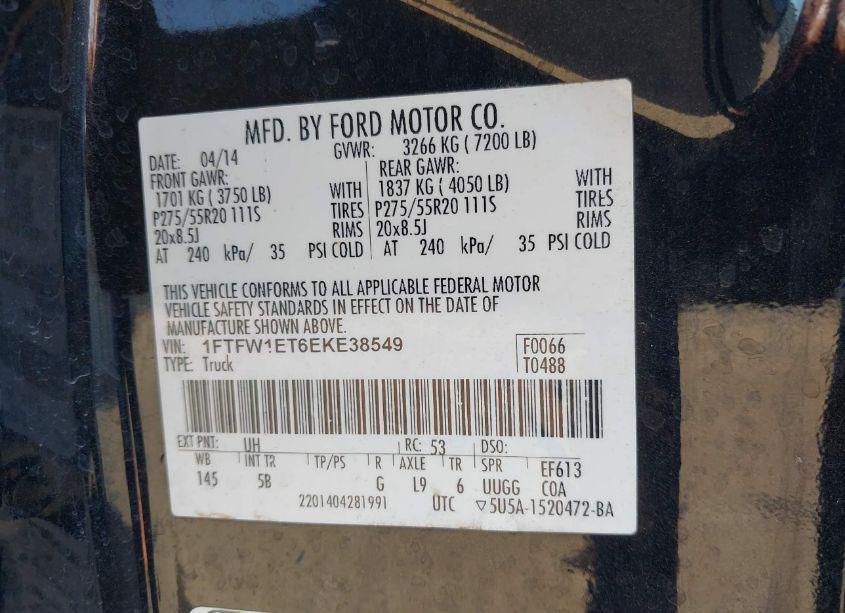 MFD. BY FORD MOTOR CO.
DATE: 04/14 GVWR: 3266 KG ( 7200 LB)
FRONT GAWR: REAR GAWR:
1701 KG ( 3750 LB) WITH 1837 KG ( 4050 LB) WITH
P275/55R20 111S TIRES P275/55R20 111S TIRES
20x8.5J RIMS 20x8.5J RIMS
AT 240 kPa/ 35 PSI COLD AT 240 kPa/ 35 PSI COLD
THIS VEHICLE CONFORMS TO ALL APPLICABLE FEDERAL MOTOR
VEHICLE SAFETY STANDARDS IN EFFECT ON THE DATE OF
MANUFACTURE SHOWN ABOVE.
VIN: 1FTFW1ET6EKE38549 F0066
TYPE: Truck T0488
EXT PNT: UH RC: 53 DSO:
WB INT TR TP/PS R AXLE TR SPR EF613
145 5B G L9 6 UUGG COA
2201404281991 UTC ▽5U5A-1520472-BA